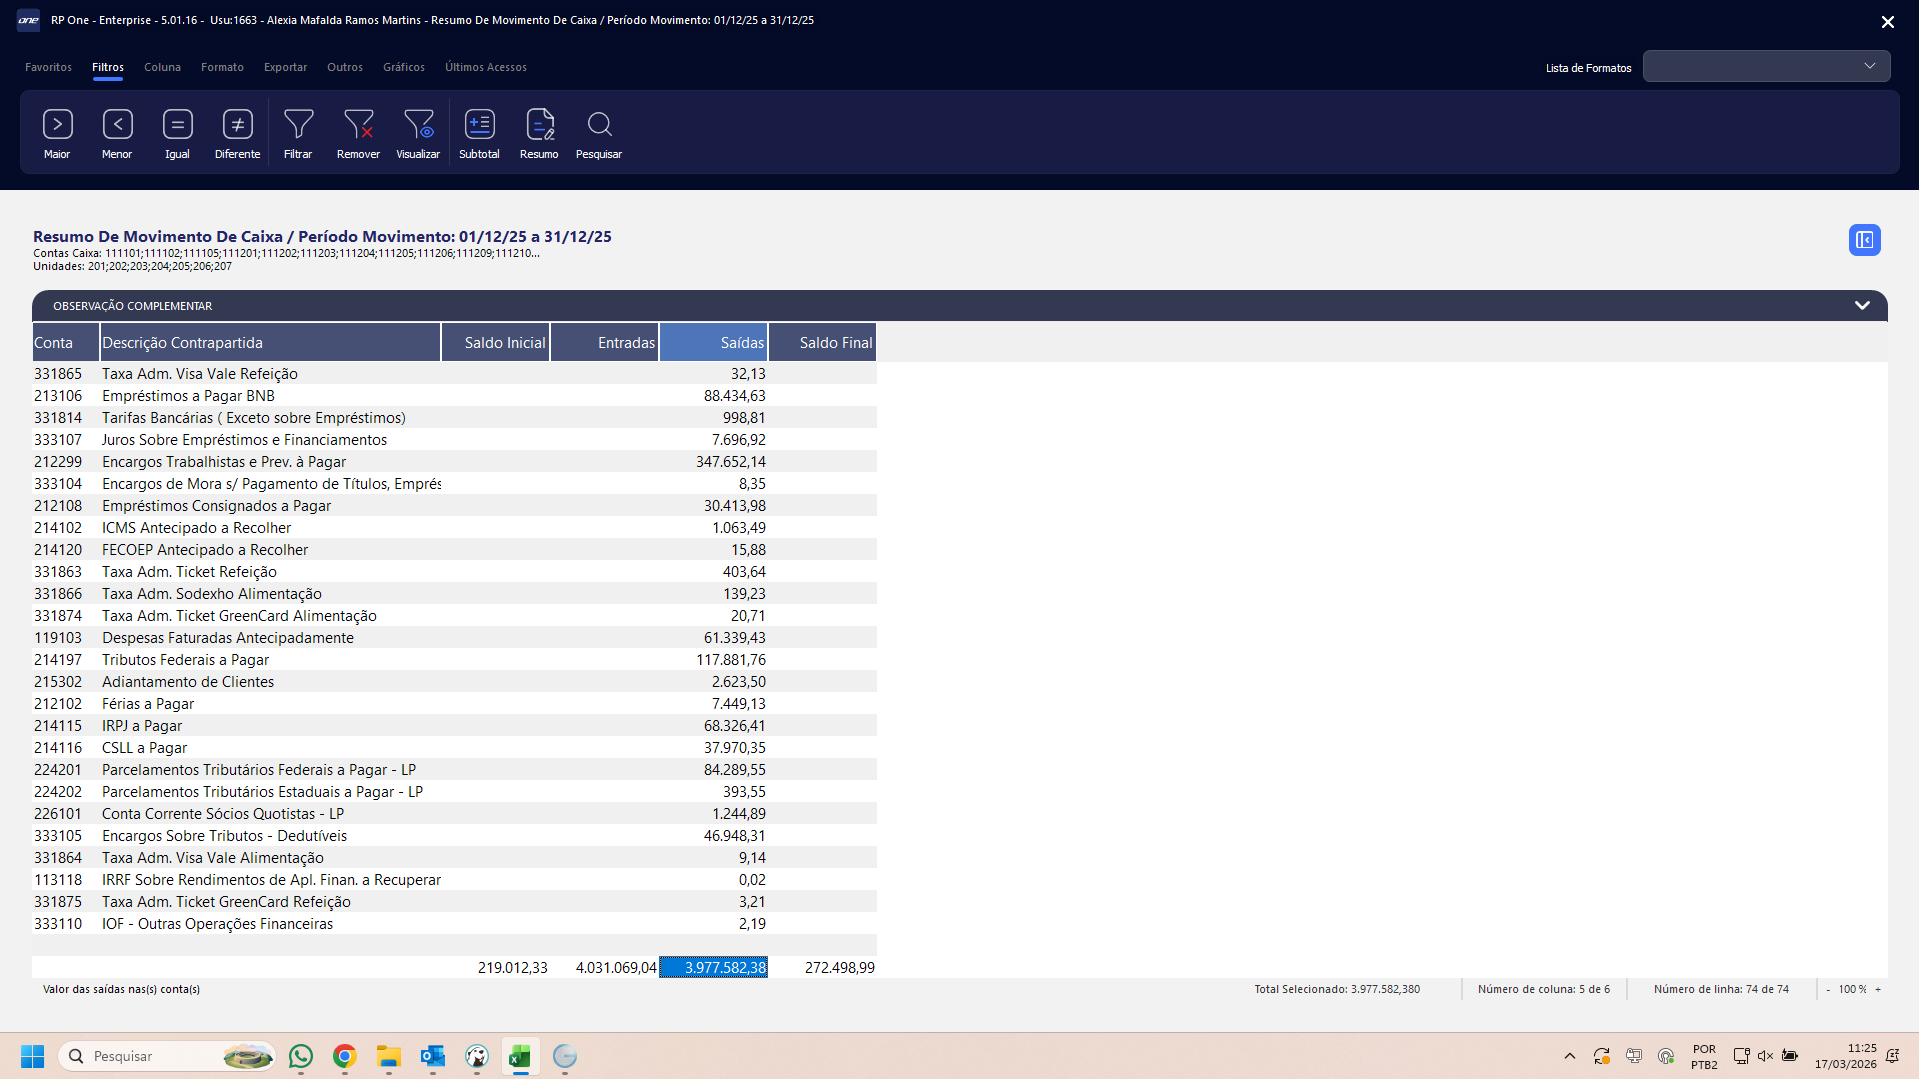 one RP One - Enterprise - 5.01.16 - Usu:1663 - Alexia Mafalda Ramos Martins - Resumo De Movimento De Caixa / Período Movimento: 01/12/25 a 31/12/25
Favoritos Filtros Coluna Formato Exportar Outros Gráficos Últimos Acessos
Lista de Formatos
Maior Menor Igual Diferente Filtrar Remover Visualizar Subtotal Resumo Pesquisar
Resumo De Movimento De Caixa / Período Movimento: 01/12/25 a 31/12/25
Contas Caixa: 111101;111102;111105;111201;111202;111203;111204;111205;111206;111209;111210...
Unidades: 201;202;203;204;205;206;207
OBSERVAÇÃO COMPLEMENTAR
Conta Descrição Contrapartida Saldo Inicial Entradas Saídas Saldo Final
331865 Taxa Adm. Visa Vale Refeição 32,13
213106 Empréstimos a Pagar BNB 88.434,63
331814 Tarifas Bancárias ( Exceto sobre Empréstimos) 998,81
333107 Juros Sobre Empréstimos e Financiamentos 7.696,92
212299 Encargos Trabalhistas e Prev. à Pagar 347.652,14
333104 Encargos de Mora s/ Pagamento de Títulos, Emprés 8,35
212108 Empréstimos Consignados a Pagar 30.413,98
214102 ICMS Antecipado a Recolher 1.063,49
214120 FECOEP Antecipado a Recolher 15,88
331863 Taxa Adm. Ticket Refeição 403,64
331866 Taxa Adm. Sodexho Alimentação 139,23
331874 Taxa Adm. Ticket GreenCard Alimentação 20,71
119103 Despesas Faturadas Antecipadamente 61.339,43
214197 Tributos Federais a Pagar 117.881,76
215302 Adiantamento de Clientes 2.623,50
212102 Férias a Pagar 7.449,13
214115 IRPJ a Pagar 68.326,41
214116 CSLL a Pagar 37.970,35
224201 Parcelamentos Tributários Federais a Pagar - LP 84.289,55
224202 Parcelamentos Tributários Estaduais a Pagar - LP 393,55
226101 Conta Corrente Sócios Quotistas - LP 1.244,89
333105 Encargos Sobre Tributos - Dedutíveis 46.948,31
331864 Taxa Adm. Visa Vale Alimentação 9,14
113118 IRRF Sobre Rendimentos de Apl. Finan. a Recuperar 0,02
331875 Taxa Adm. Ticket GreenCard Refeição 3,21
333110 IOF - Outras Operações Financeiras 2,19
219.012,33 4.031.069,04 3.977.582,38 272.498,99
Valor das saídas nas(s) conta(s) Total Selecionado: 3.977.582,380 Número de coluna: 5 de 6 Número de linha: 74 de 74 - 100 % +
Pesquisar
POR
PTB2
11:25
17/03/2026